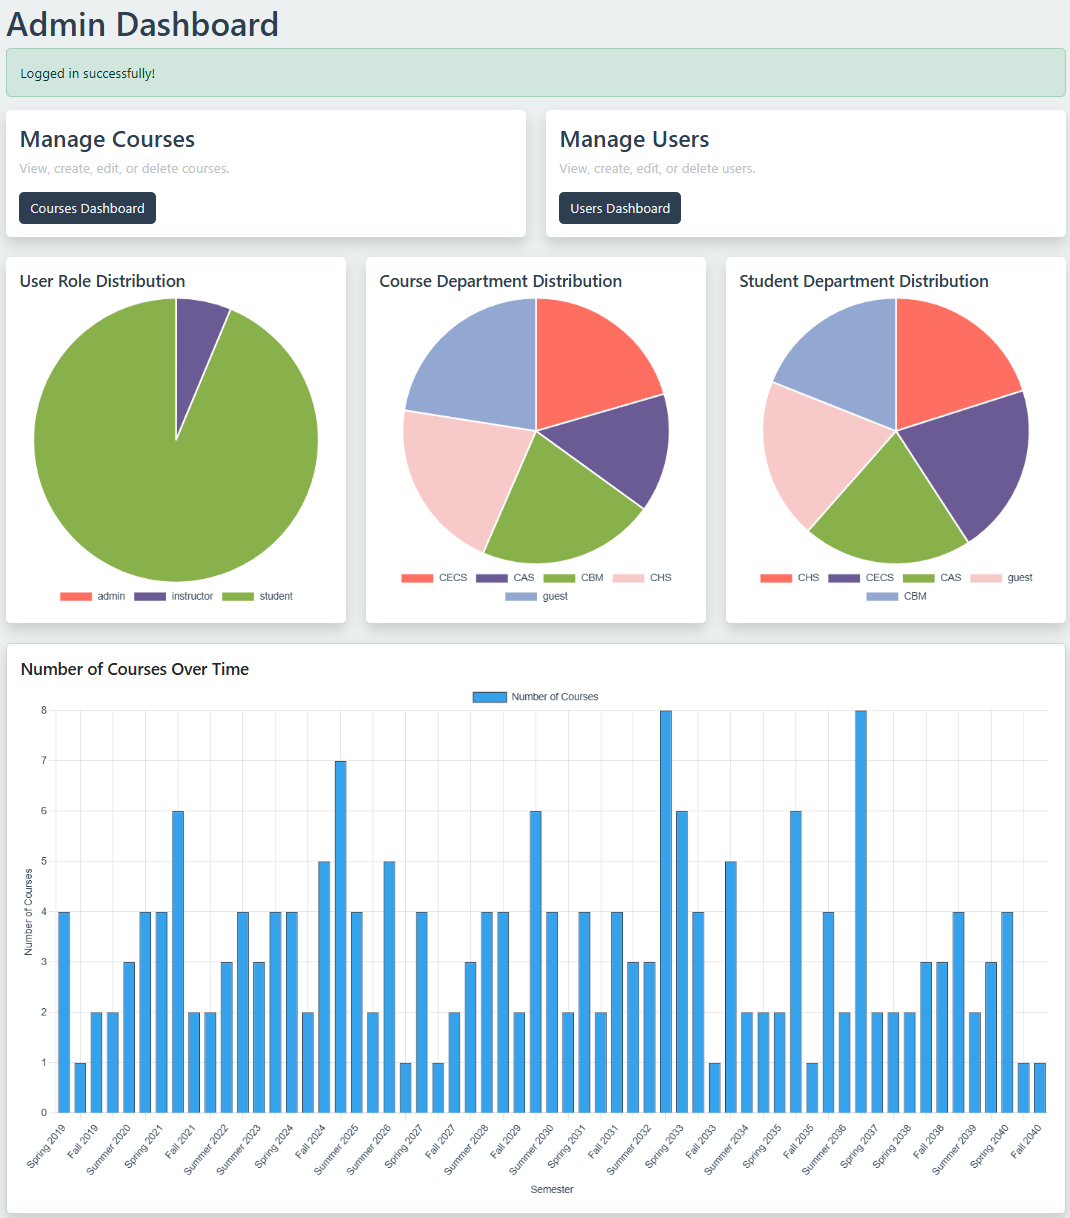 Admin Dashboard
Logged in successfully!
Manage Courses
View, create, edit, or delete courses.
Courses Dashboard
Manage Users
View, create, edit, or delete users.
Users Dashboard
User Role Distribution
admin instructor student
Course Department Distribution
CECS CAS CBM CHS
guest
Student Department Distribution
CHS CECS CAS guest
CBM
Number of Courses Over Time
Number of Courses
8
7
6
5
4
3
2
1
0
Number of Courses
Spring 2019
Fall 2019
Summer 2020
Spring 2021
Fall 2021
Summer 2022
Summer 2023
Spring 2024
Fall 2024
Summer 2025
Summer 2026
Spring 2027
Fall 2027
Summer 2028
Fall 2029
Summer 2030
Spring 2031
Fall 2031
Summer 2032
Spring 2033
Fall 2033
Summer 2034
Spring 2035
Fall 2035
Summer 2036
Spring 2037
Spring 2038
Fall 2038
Summer 2039
Spring 2040
Fall 2040
Semester